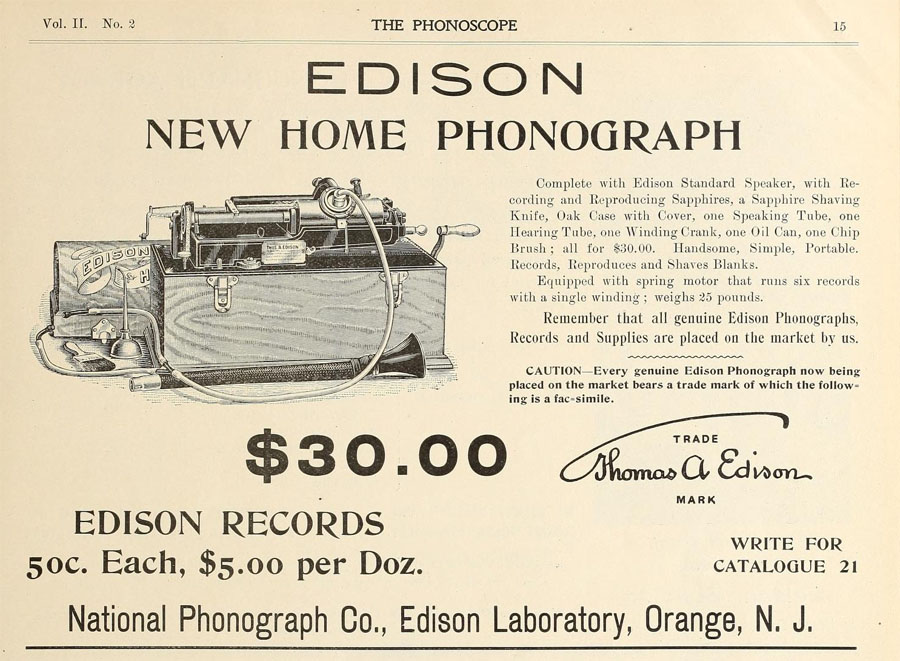 Vol. II. No. 2 THE PHONOSCOPE 15
EDISON
NEW HOME PHONOGRAPH
Complete with Edison Standard Speaker, with Re-
cording and Reproducing Sapphires, a Sapphire Shaving
Knife, Oak Case with Cover, one Speaking Tube, one
Hearing Tube, one Winding Crank, one Oil Can, one Chip
Brush; all for $30.00. Handsome, Simple, Portable.
Records, Reproduces and Shaves Blanks.
Equipped with spring motor that runs six records
with a single winding; weighs 25 pounds.
Remember that all genuine Edison Phonographs,
Records and Supplies are placed on the market by us.
CAUTION—Every genuine Edison Phonograph now being
placed on the market bears a trade mark of which the follow-
ing is a fac-simile.
EDISON
THOS. A. EDISON
$30.00
TRADE
Thomas A Edison
MARK
EDISON RECORDS
50c. Each, $5.00 per Doz.
WRITE FOR
CATALOGUE 21
National Phonograph Co., Edison Laboratory, Orange, N. J.